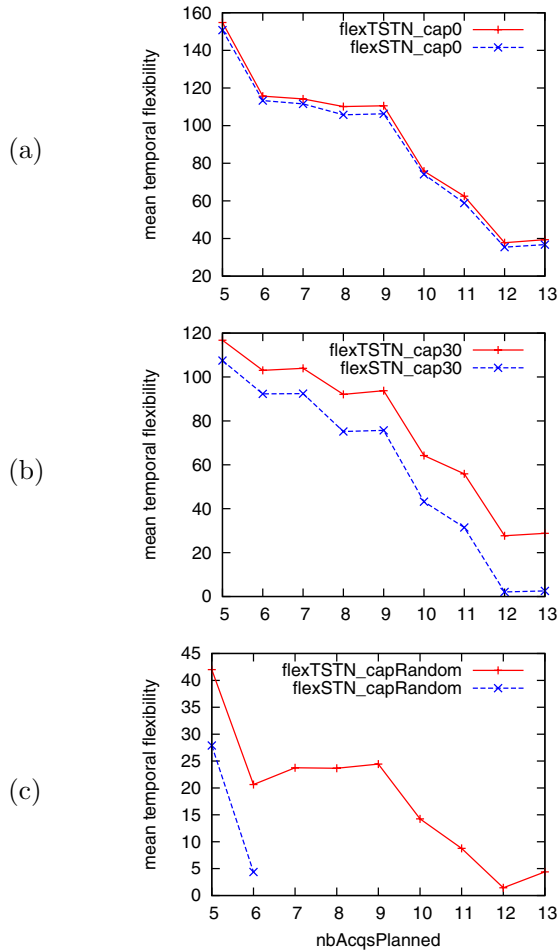 160
140
120
100
80
60
40
20
mean temporal flexibility
flexTSTN_cap0
flexSTN_cap0
(a)
5 6 7 8 9 10 11 12 13
120
100
80
60
40
20
0
mean temporal flexibility
flexTSTN_cap30
flexSTN_cap30
(b)
5 6 7 8 9 10 11 12 13
45
40
35
30
25
20
15
10
5
0
mean temporal flexibility
flexTSTN_capRandom
flexSTN_capRandom
(c)
5 6 7 8 9 10 11 12 13
nbAcqsPlanned